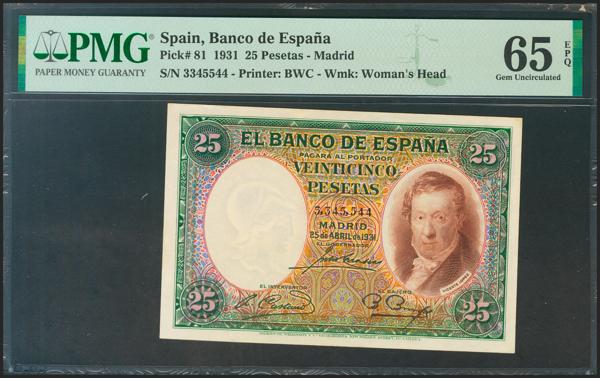 PMG
PAPER MONEY GUARANTY
Spain, Banco de España
Pick# 81 1931 25 Pesetas - Madrid
S/N 3345544 - Printer: BWC - Wmk: Woman's Head
65 EPQ
Gem Uncirculated
25 EL BANCO DE ESPAÑA 25
PAGARÁ AL PORTADOR
VEINTICINCO
PESETAS
3,345,544
MADRID
25 de ABRIL de 1931
EL GOBERNADOR
EL INTERVENTOR
EL CAJERO
VICENTE LÓPEZ
25 25